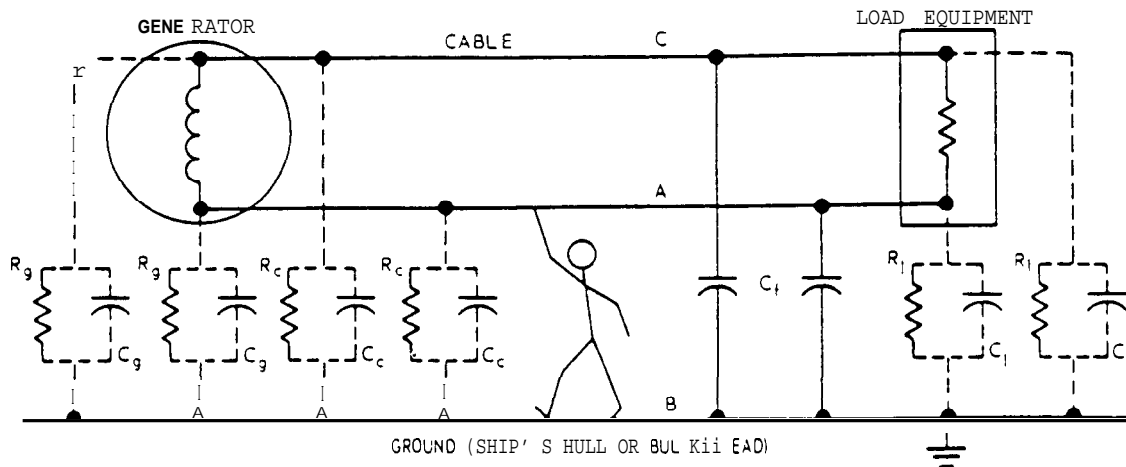 GENE RATOR
LOAD EQUIPMENT
CABLE C
r
A
Rg Rg Rc Rc Rl Rl
Cf
Cg Cg Cc Cc Cl C
A A A B
GROUND (SHIP' S HULL OR BUL Kii EAD)